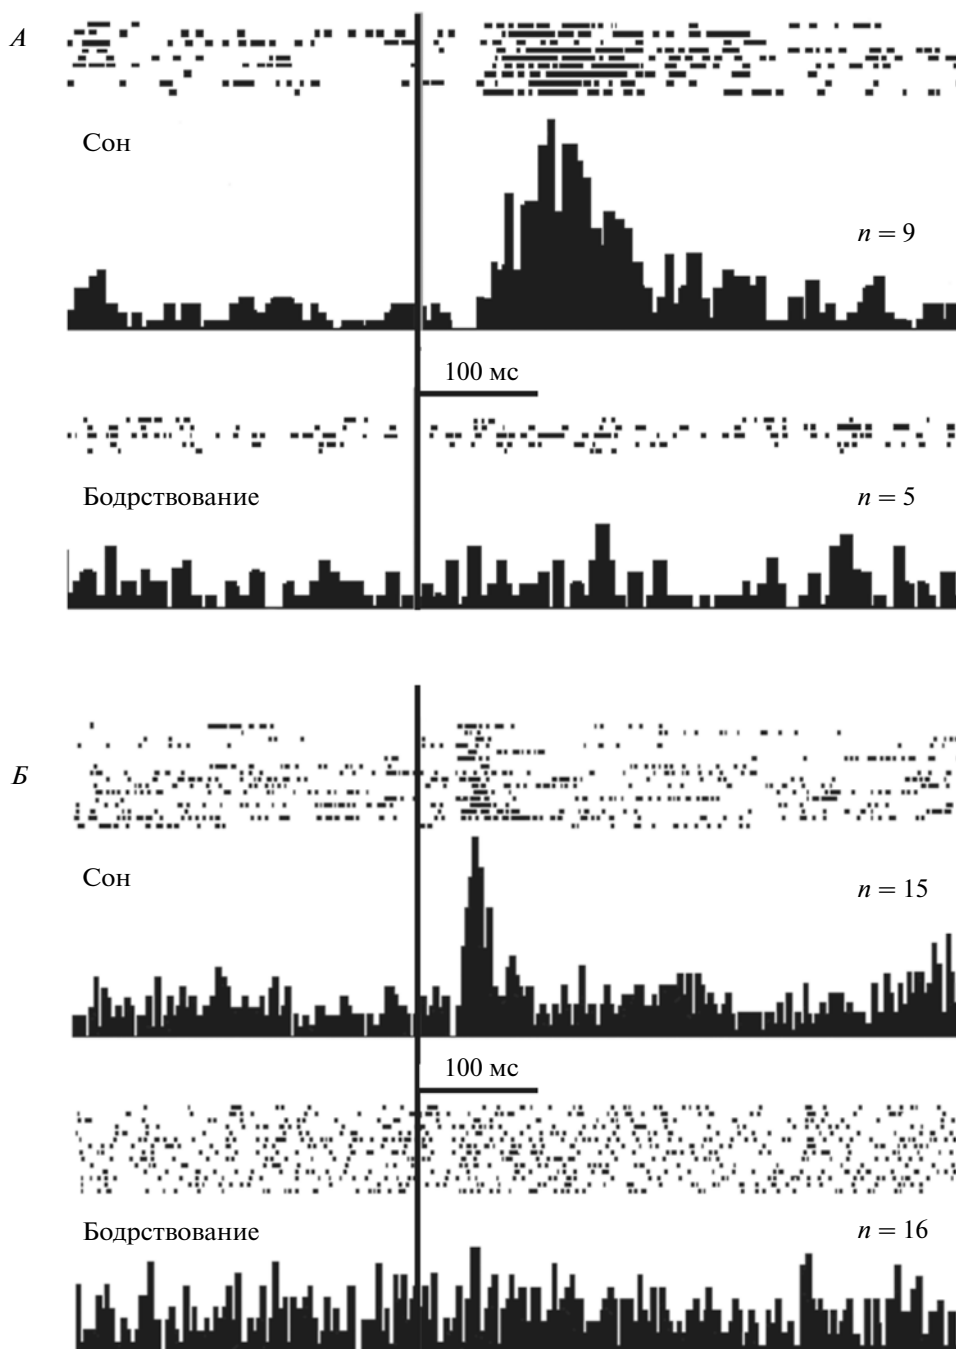 А
Сон
n = 9
100 мс
Бодрствование
n = 5
Б
Сон
n = 15
100 мс
Бодрствование
n = 16